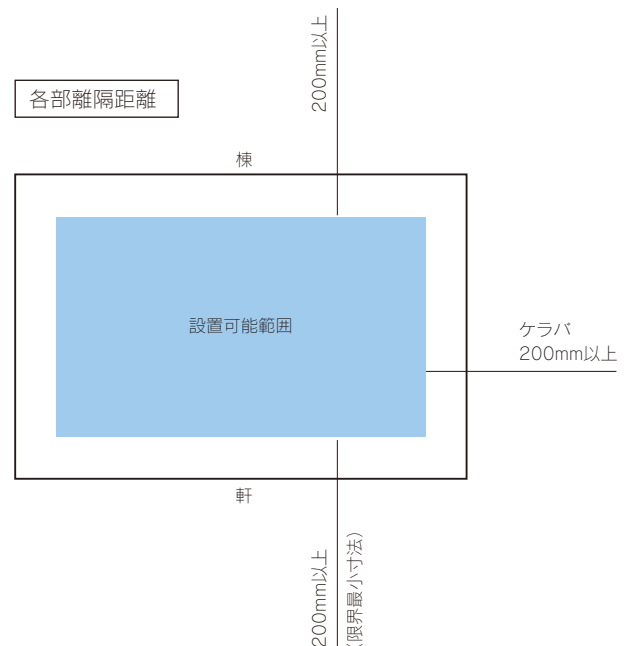 200mm以上
各部離隔距離
棟
設置可能範囲
ケラバ
200mm以上
軒
200mm以上
(限界最小寸法)